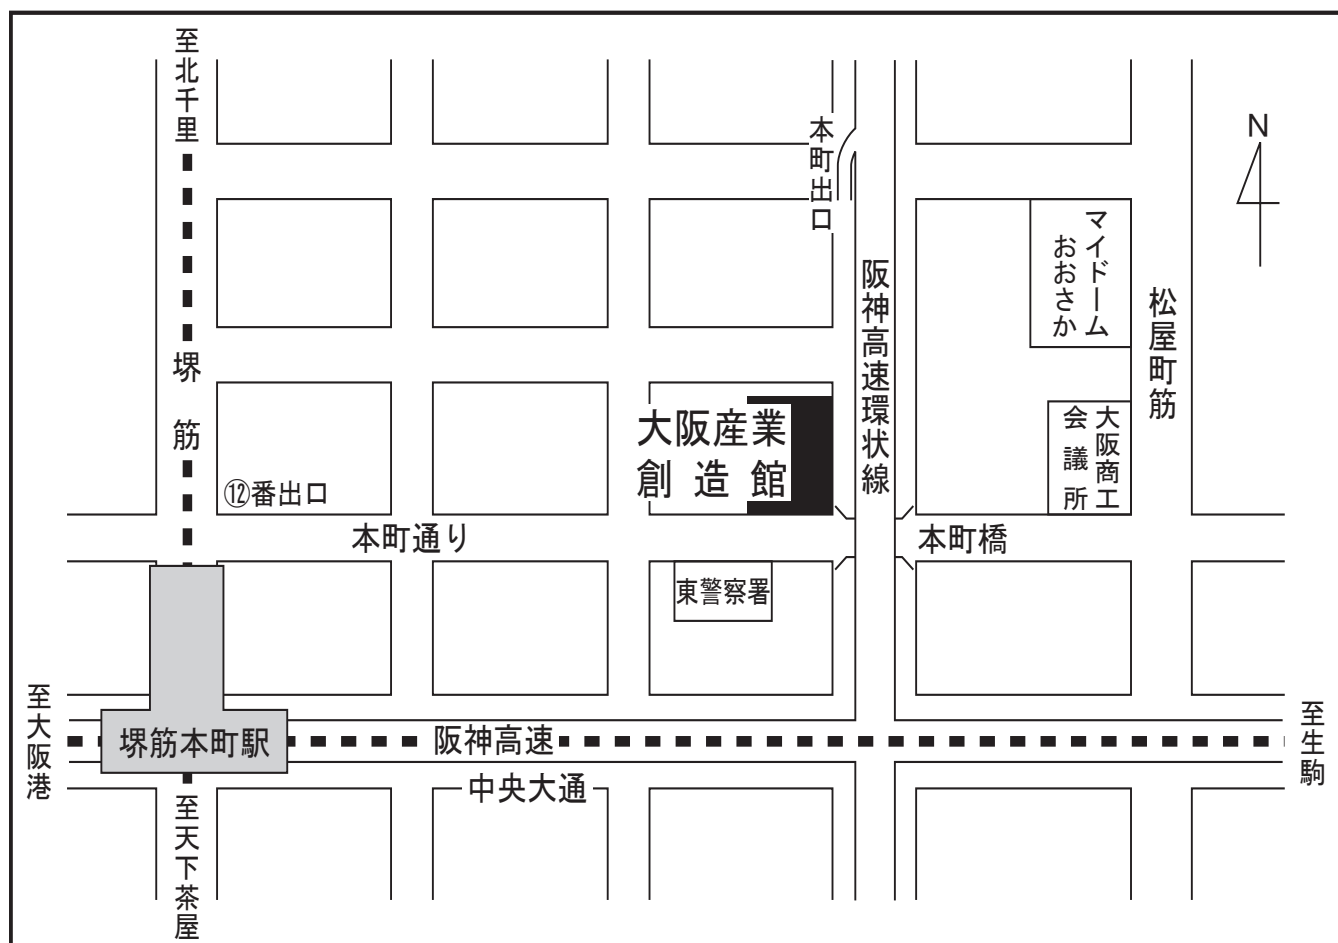 至北千里
堺筋
⑫番出口
本町通り
本町出口
阪神高速環状線
N
マイドーム
おおさか
松屋町筋
大阪産業
創造館
大阪商工
会議所
本町橋
東警察署
至大阪港
堺筋本町駅
阪神高速
中央大通
至生駒
至天下茶屋